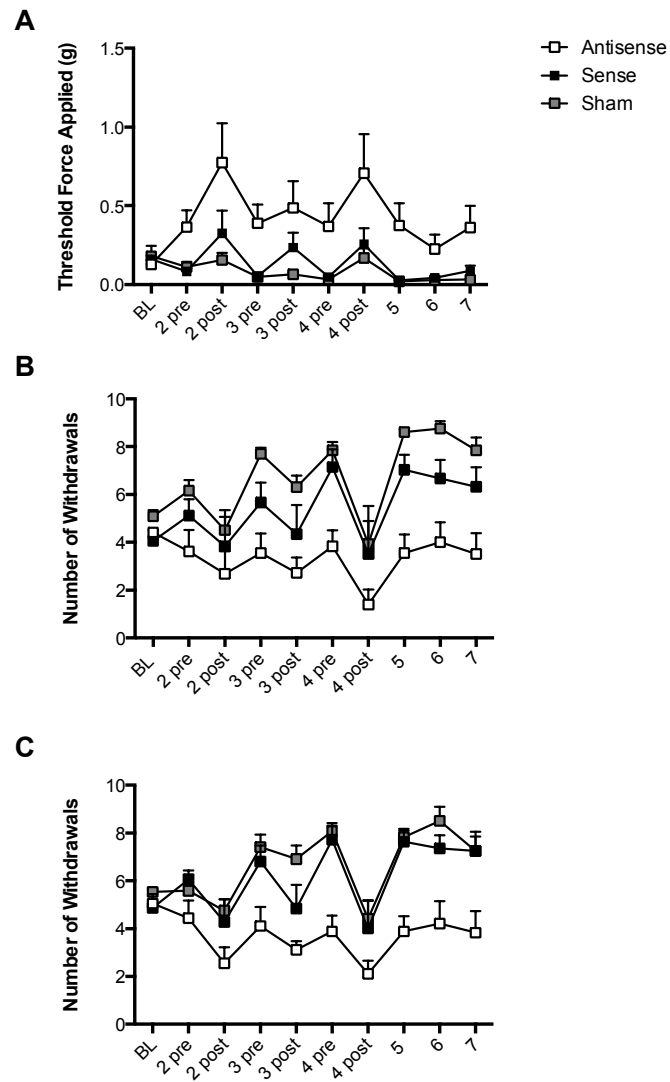 A
Threshold Force Applied (g)
1.5
1.0
0.5
0.0
BL
2 pre
2 post
3 pre
3 post
4 pre
4 post
5
6
7
Antisense
Sense
Sham
B
Number of Withdrawals
10
8
6
4
2
0
BL
2 pre
2 post
3 pre
3 post
4 pre
4 post
5
6
7
C
Number of Withdrawals
10
8
6
4
2
0
BL
2 pre
2 post
3 pre
3 post
4 pre
4 post
5
6
7